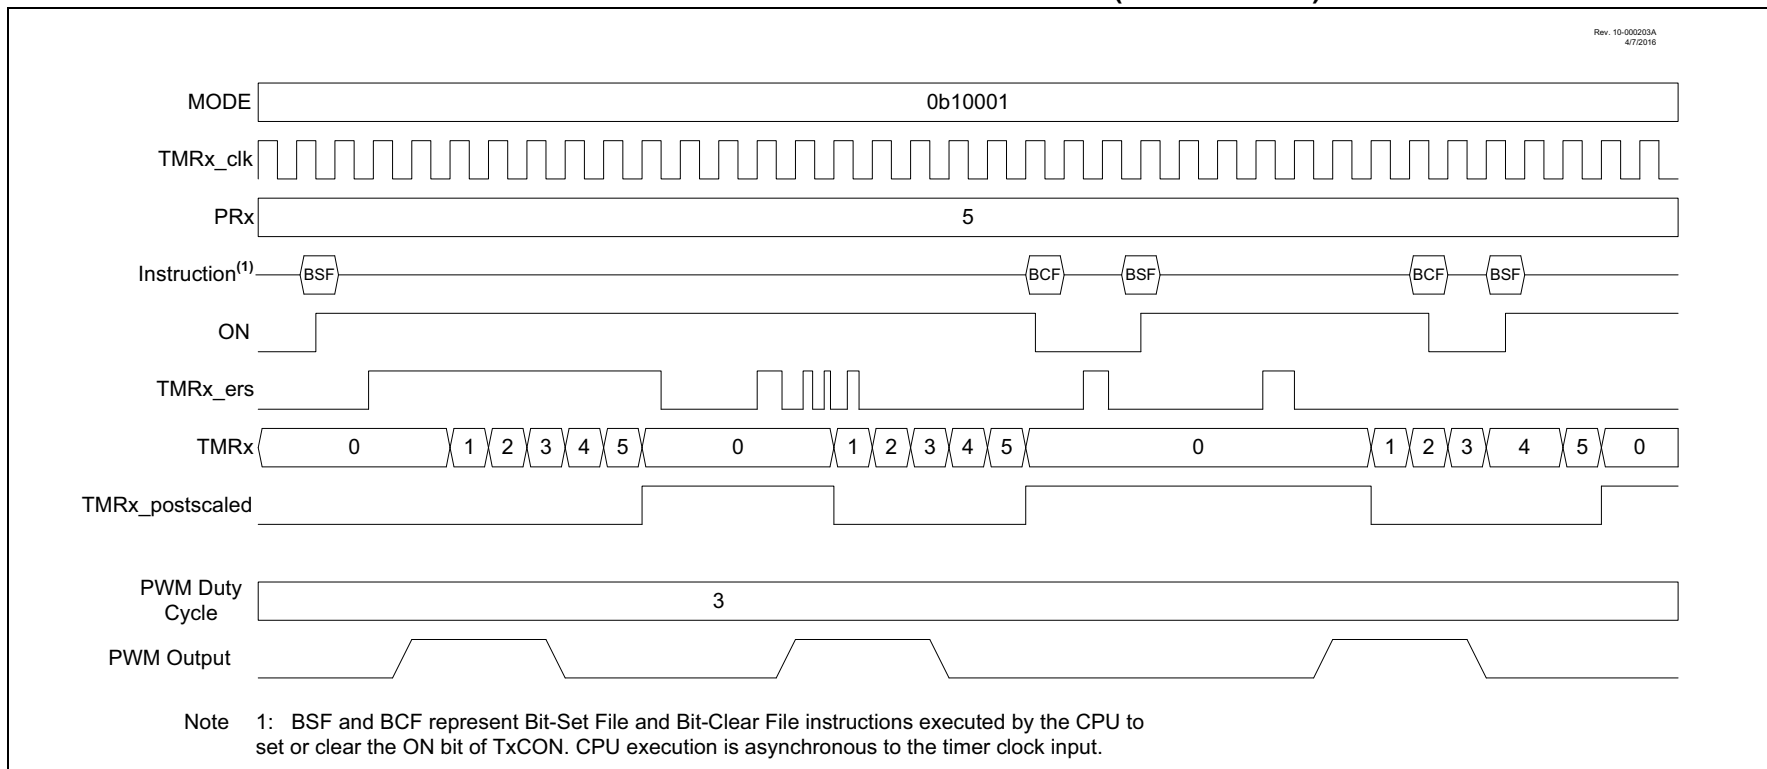 Rev. 10-000203A
4/7/2016
MODE 0b10001
TMRx_clk
PRx 5
Instruction(1) BSF BCF BSF BCF BSF
ON
TMRx_ers
TMRx 0 1 2 3 4 5 0 1 2 3 4 5 0 1 2 3 4 5 0
TMRx_postscaled
PWM Duty
Cycle 3
PWM Output
Note 1: BSF and BCF represent Bit-Set File and Bit-Clear File instructions executed by the CPU to
set or clear the ON bit of TxCON. CPU execution is asynchronous to the timer clock input.